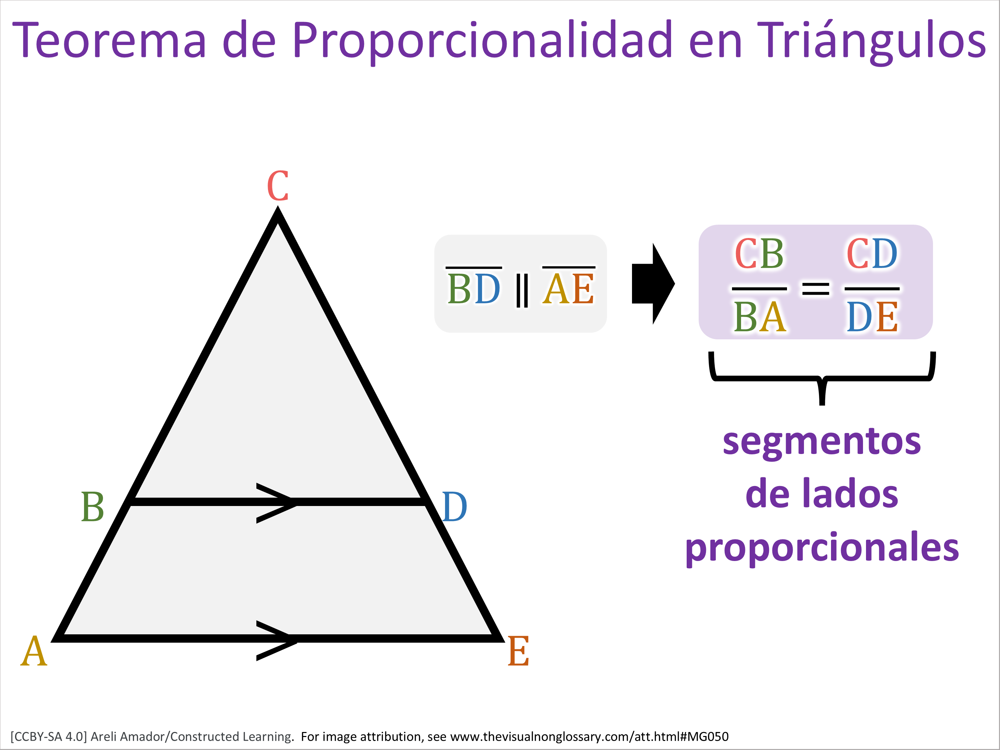 Teorema de Proporcionalidad en Triángulos
C
BD ∥ AE
CB = CD
BA DE
segmentos
de lados
proporcionales
B
D
A
E
[CCBY-SA 4.0] Areli Amador/Constructed Learning. For image attribution, see www.thevisualnonglossary.com/att.html#MG050